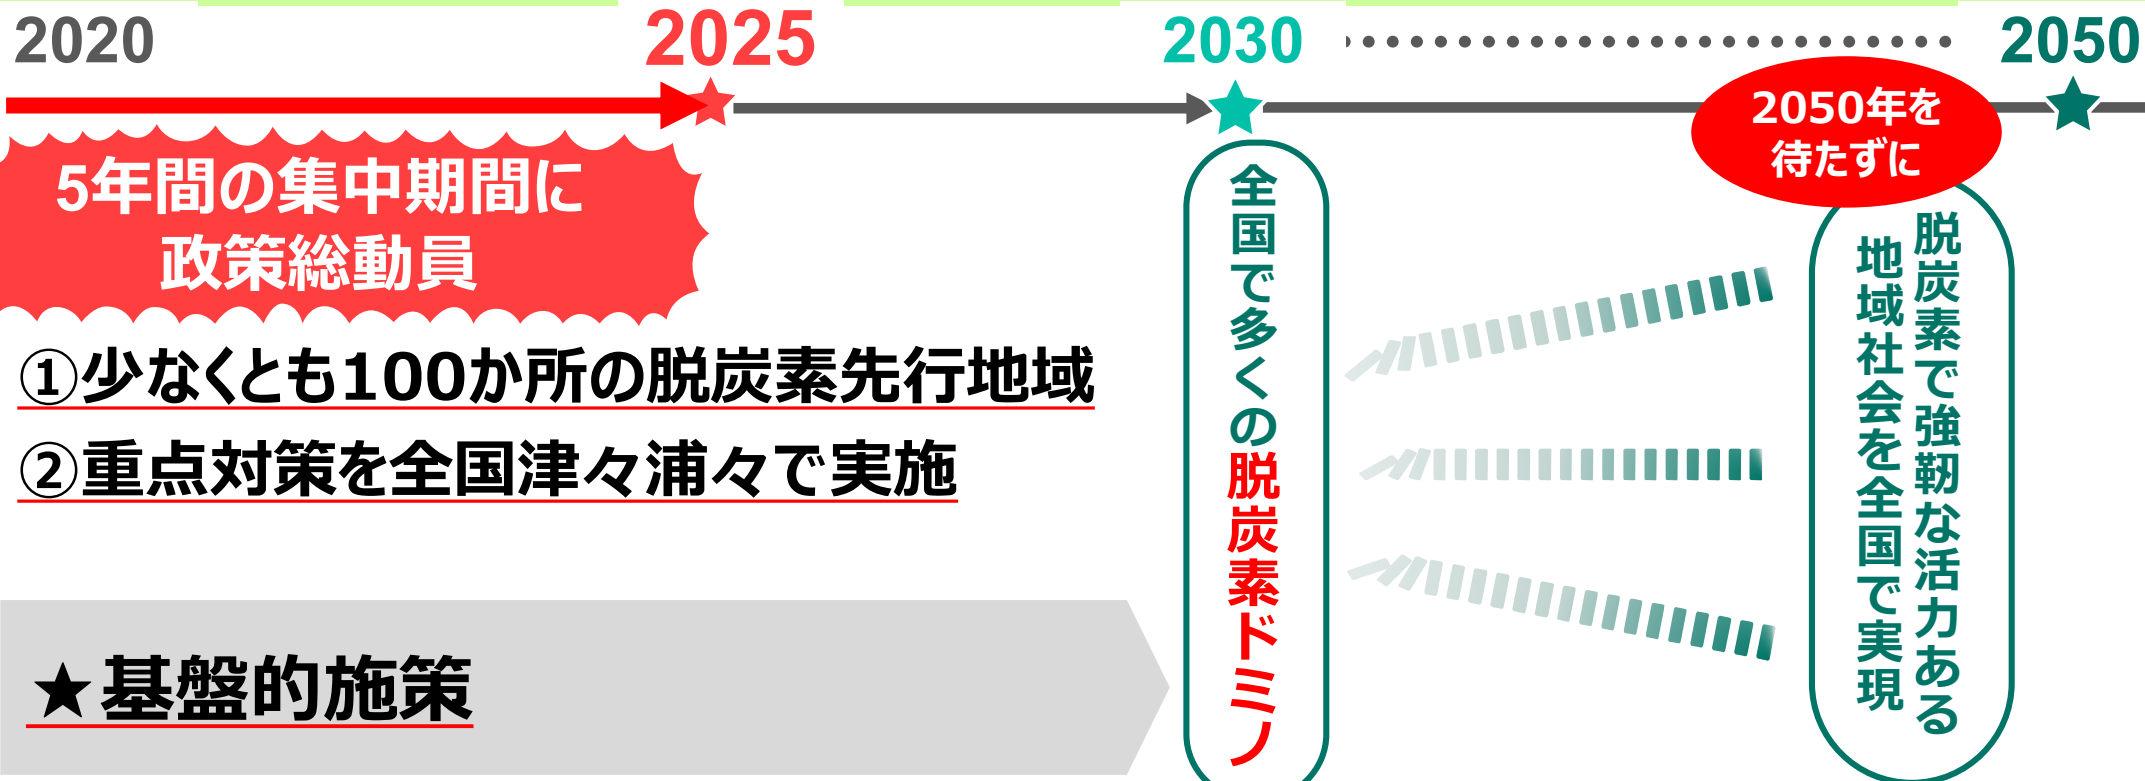 2020
2025
2030
2050
5年間の集中期間に
政策総動員
①少なくとも100か所の脱炭素先行地域
②重点対策を全国津々浦々で実施
★基盤的施策
全国で多くの脱炭素ドミノ
2050年を
待たずに
脱炭素で強靭な活力ある
地域社会を全国で実現